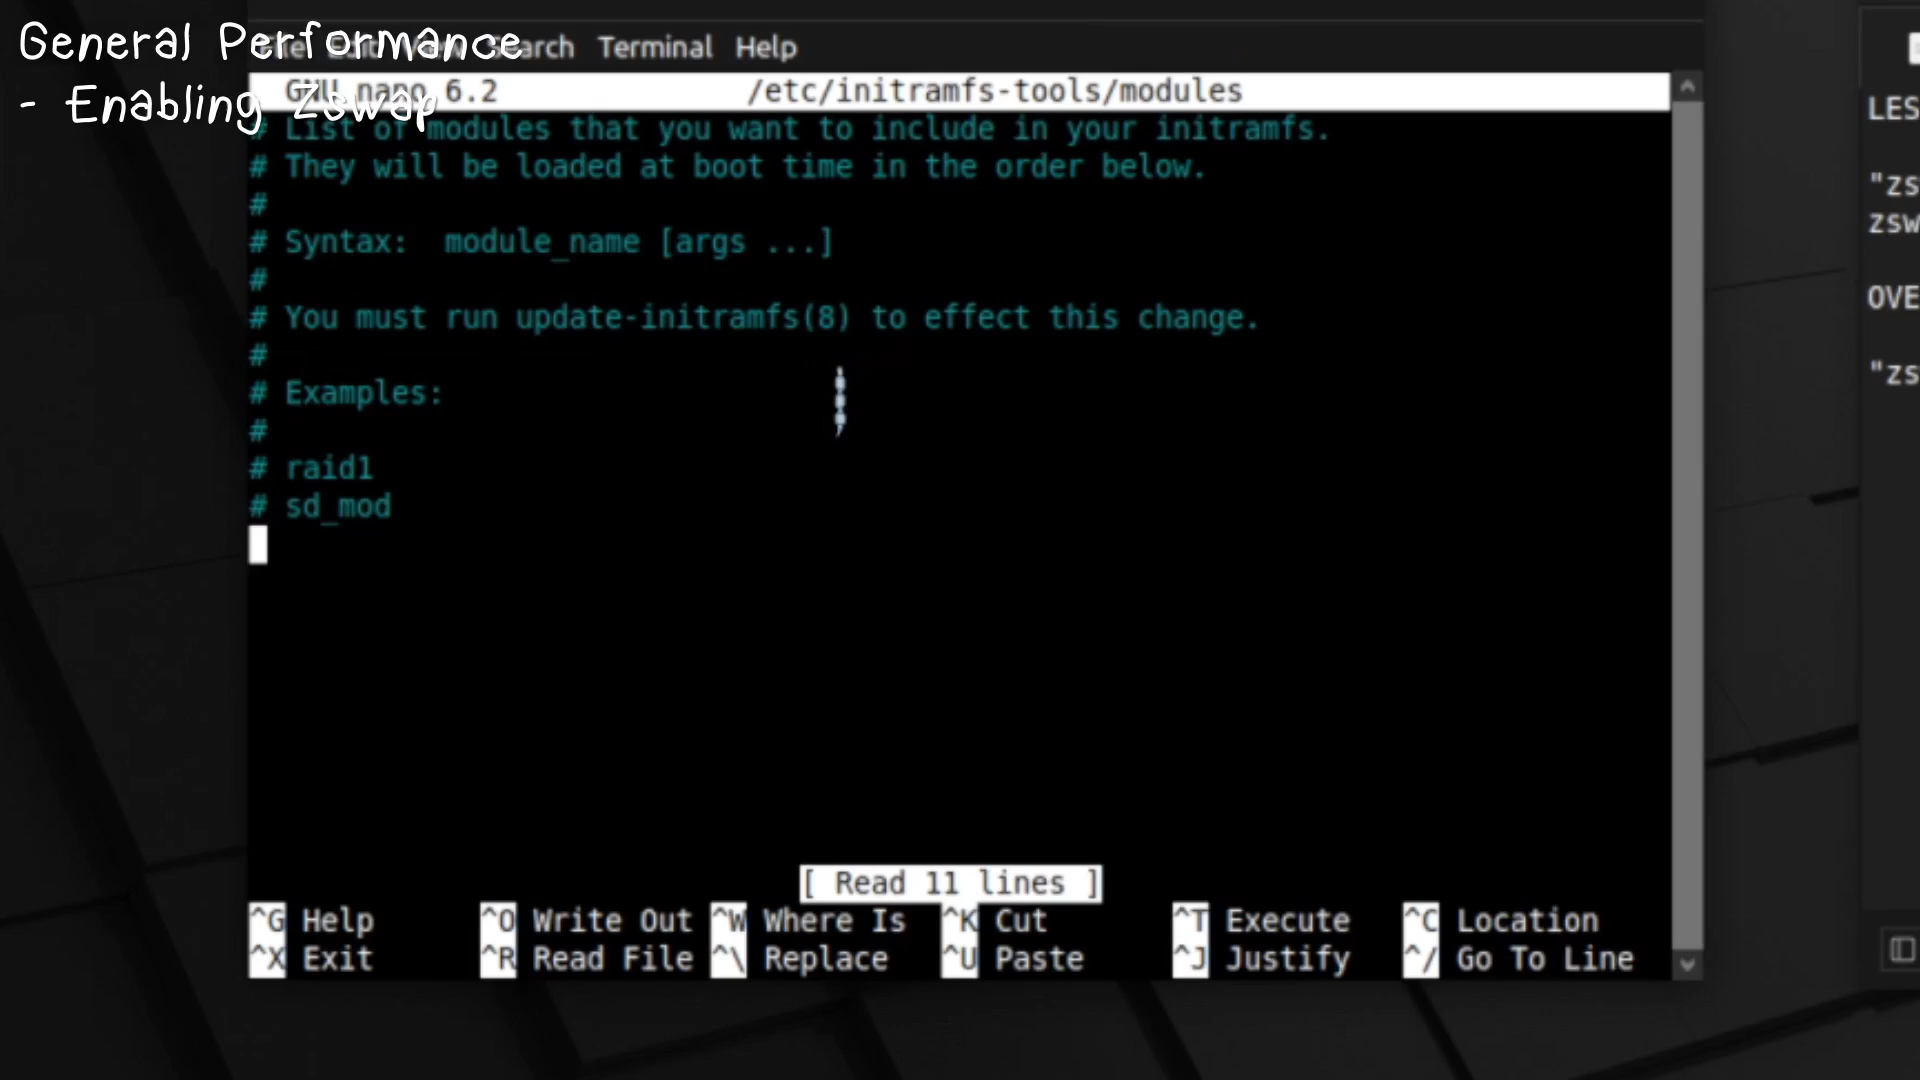 General Performance
- Enabling Zswap
Search Terminal Help
GNU nano 6.2 /etc/initramfs-tools/modules
# List of modules that you want to include in your initramfs.
# They will be loaded at boot time in the order below.
#
# Syntax: module_name [args ...]
#
# You must run update-initramfs(8) to effect this change.
#
# Examples:
#
# raid1
# sd_mod
[ Read 11 lines ]
^G Help ^O Write Out ^W Where Is ^K Cut ^T Execute ^C Location
^X Exit ^R Read File ^\ Replace ^U Paste ^J Justify ^/ Go To Line
LES
"zs
zsw
OVE
"zs